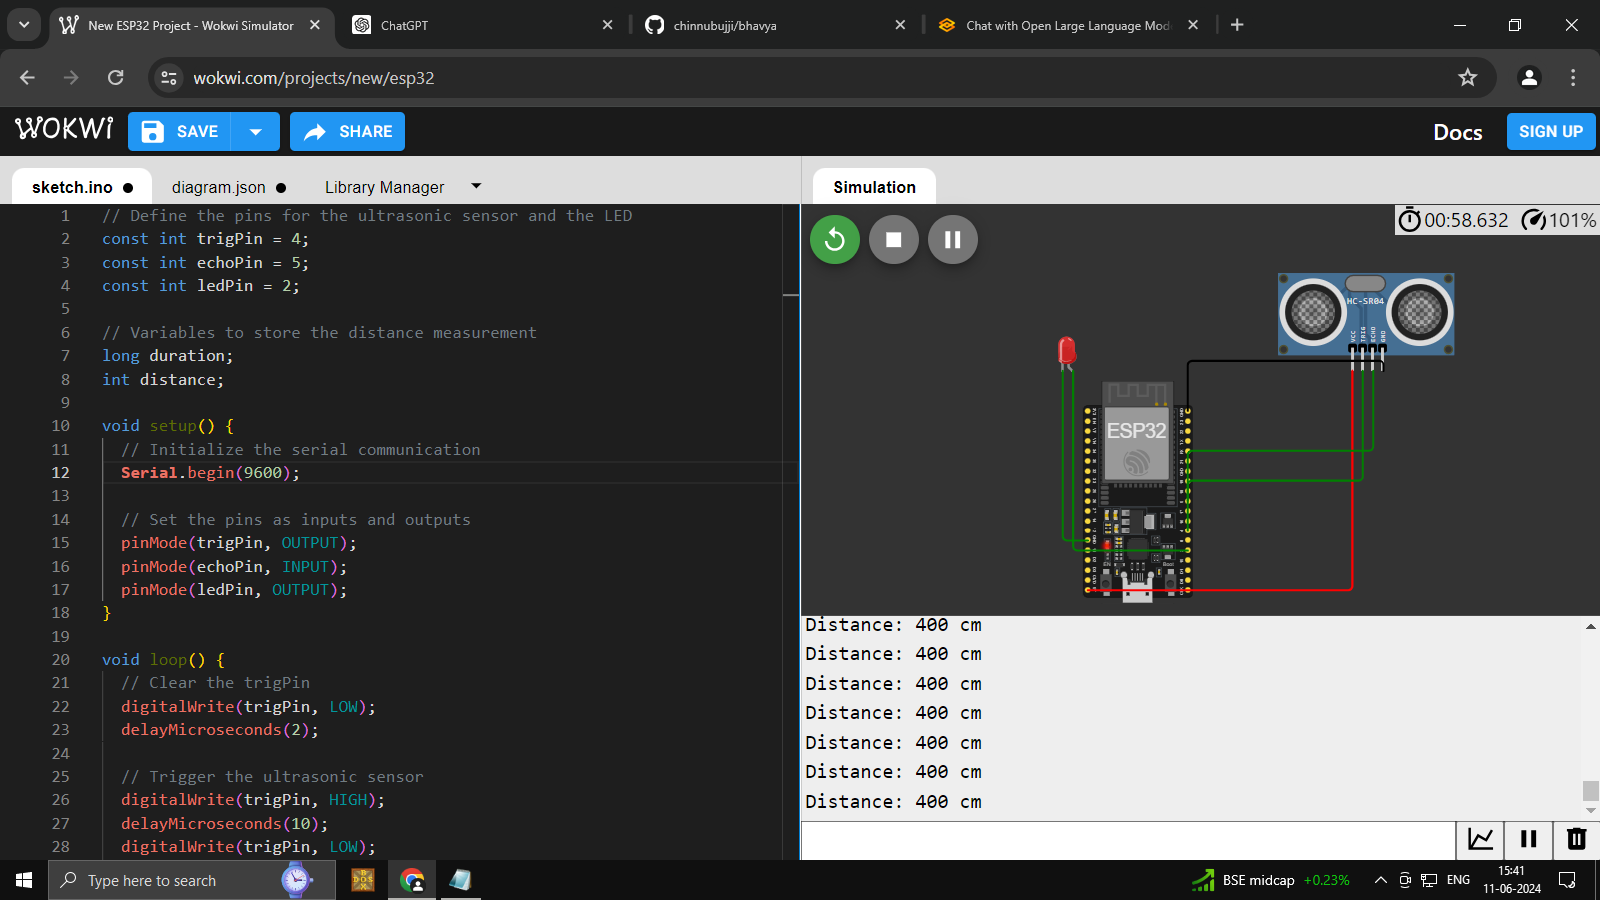 New ESP32 Project - Wokwi Simulator
ChatGPT
chinnubujji/bhavya
Chat with Open Large Language Mod
wokwi.com/projects/new/esp32
WOKWI
SAVE
SHARE
Docs
SIGN UP
sketch.ino
diagram.json
Library Manager
Simulation
1 // Define the pins for the ultrasonic sensor and the LED
2 const int trigPin = 4;
3 const int echoPin = 5;
4 const int ledPin = 2;
5
6 // Variables to store the distance measurement
7 long duration;
8 int distance;
9
10 void setup() {
11 // Initialize the serial communication
12 Serial.begin(9600);
13
14 // Set the pins as inputs and outputs
15 pinMode(trigPin, OUTPUT);
16 pinMode(echoPin, INPUT);
17 pinMode(ledPin, OUTPUT);
18 }
19
20 void loop() {
21 // Clear the trigPin
22 digitalWrite(trigPin, LOW);
23 delayMicroseconds(2);
24
25 // Trigger the ultrasonic sensor
26 digitalWrite(trigPin, HIGH);
27 delayMicroseconds(10);
28 digitalWrite(trigPin, LOW);
00:58.632
101%
HC-SR04
VCC
TRIG
ECHO
GND
ESP32
EN
Boot
Distance: 400 cm
Distance: 400 cm
Distance: 400 cm
Distance: 400 cm
Distance: 400 cm
Distance: 400 cm
Distance: 400 cm
Type here to search
BSE midcap +0.23%
ENG
15:41
11-06-2024